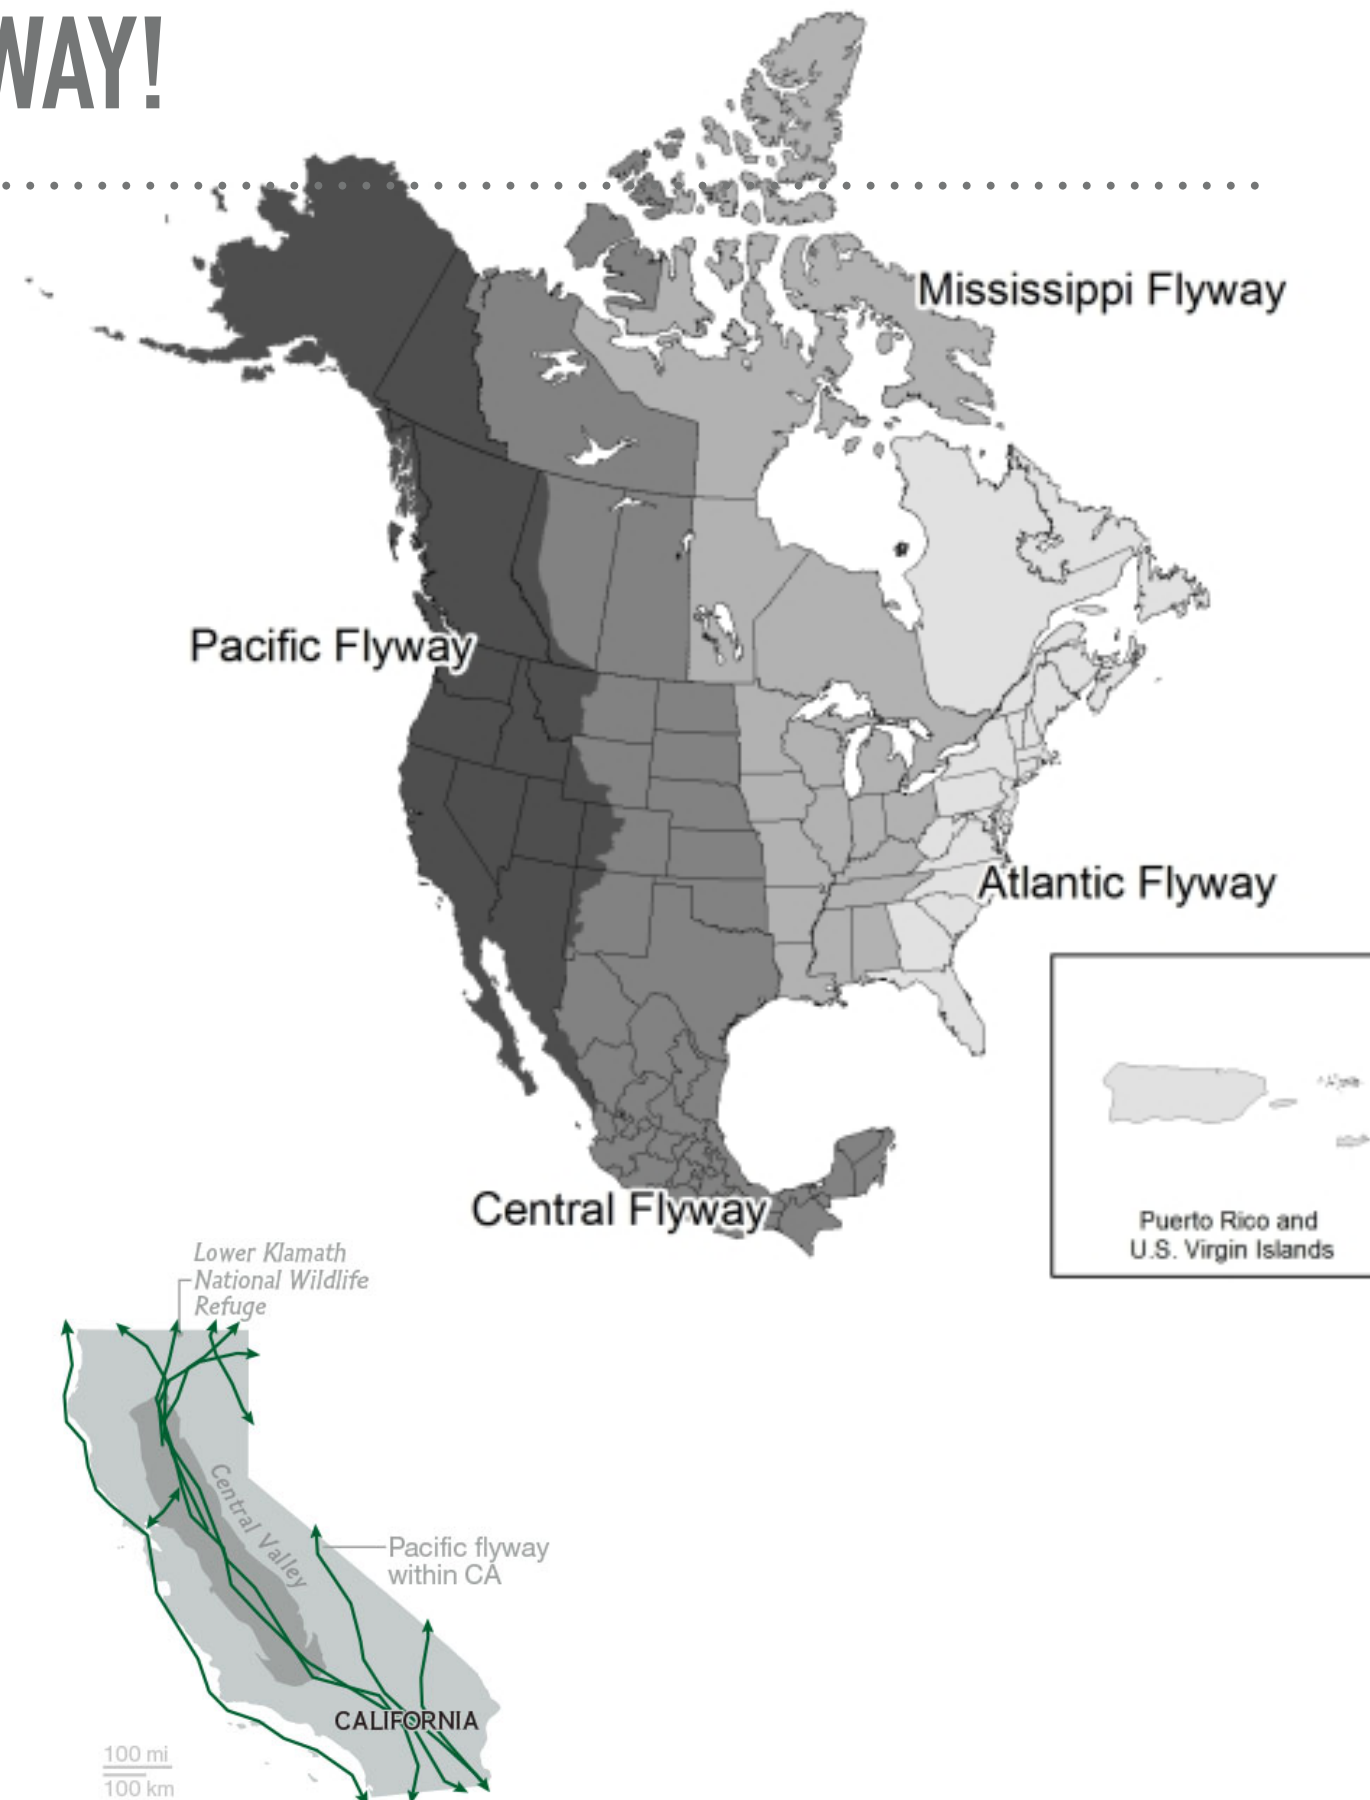 WAY!
Mississippi Flyway
Pacific Flyway
Atlantic Flyway
Central Flyway
Puerto Rico and
U.S. Virgin Islands
Lower Klamath
National Wildlife
Refuge
Central Valley
Pacific flyway
within CA
CALIFORNIA
100 mi
100 km